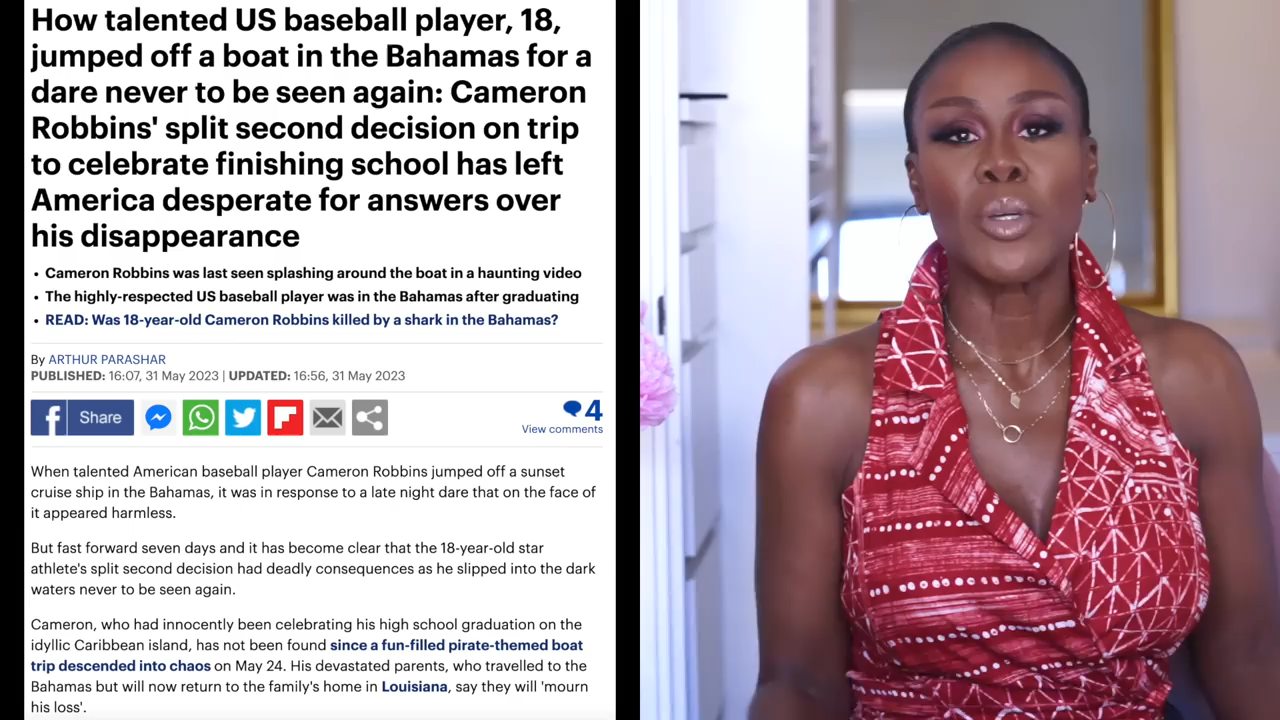 How talented US baseball player, 18,
jumped off a boat in the Bahamas for a
dare never to be seen again: Cameron
Robbins' split second decision on trip
to celebrate finishing school has left
America desperate for answers over
his disappearance
• Cameron Robbins was last seen splashing around the boat in a haunting video
• The highly-respected US baseball player was in the Bahamas after graduating
• READ: Was 18-year-old Cameron Robbins killed by a shark in the Bahamas?
By ARTHUR PARASHAR
PUBLISHED: 16:07, 31 May 2023 | UPDATED: 16:56, 31 May 2023
f Share
4
View comments
When talented American baseball player Cameron Robbins jumped off a sunset
cruise ship in the Bahamas, it was in response to a late night dare that on the face of
it appeared harmless.
But fast forward seven days and it has become clear that the 18-year-old star
athlete's split second decision had deadly consequences as he slipped into the dark
waters never to be seen again.
Cameron, who had innocently been celebrating his high school graduation on the
idyllic Caribbean island, has not been found since a fun-filled pirate-themed boat
trip descended into chaos on May 24. His devastated parents, who travelled to the
Bahamas but will now return to the family's home in Louisiana, say they will 'mourn
his loss'.